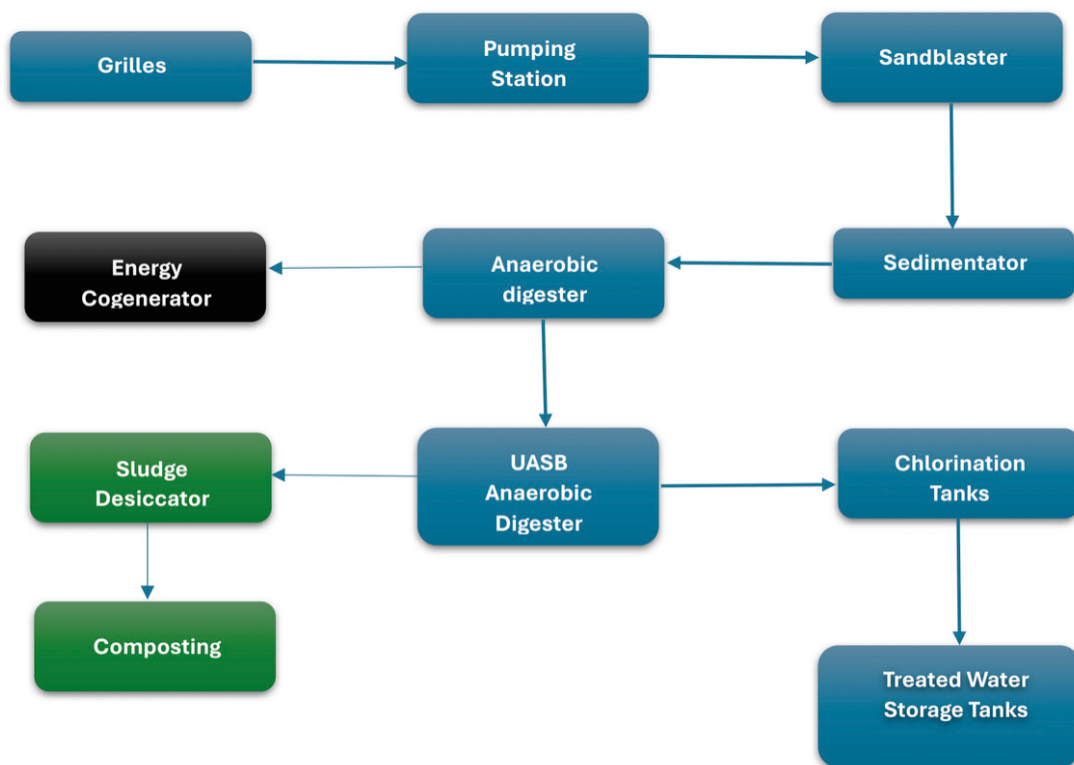 Grilles
Pumping
Station
Sandblaster
Energy
Cogenerator
Anaerobic
digester
Sedimentator
Sludge
Desiccator
UASB
Anaerobic
Digester
Chlorination
Tanks
Composting
Treated Water
Storage Tanks